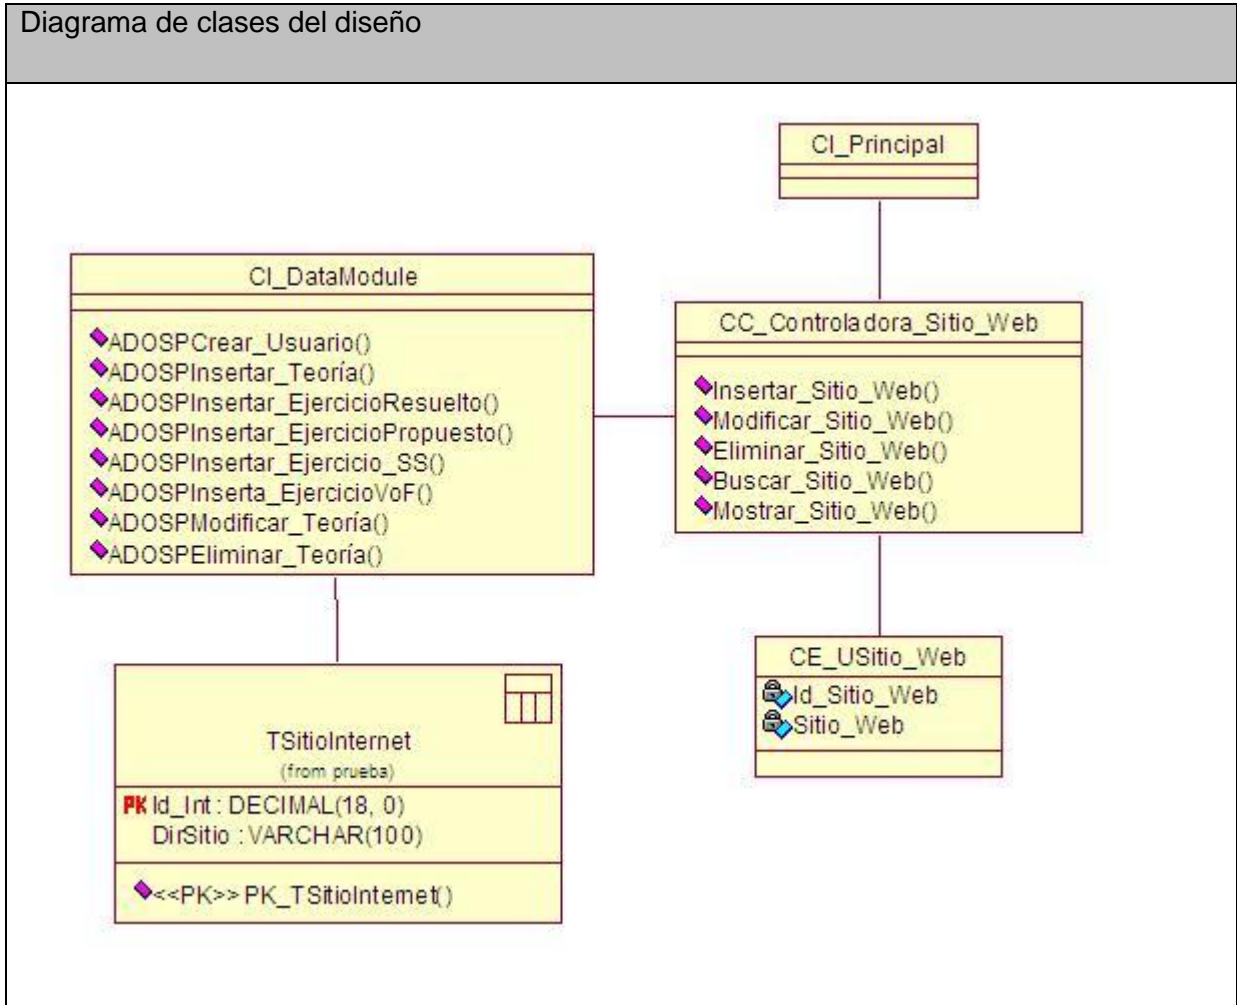 Diagrama de clases del diseño
CI_Principal
CI_DataModule
ADOSPCrear_Usuario()
ADOSPInsertar_Teoría()
ADOSPInsertar_EjercicioResuelto()
ADOSPInsertar_EjercicioPropuesto()
ADOSPInsertar_Ejercicio_SS()
ADOSPInserta_EjercicioVoF()
ADOSPModificar_Teoría()
ADOSPEliminar_Teoría()
CC_Controladora_Sitio_Web
Insertar_Sitio_Web()
Modificar_Sitio_Web()
Eliminar_Sitio_Web()
Buscar_Sitio_Web()
Mostrar_Sitio_Web()
TSitioInternet
(from prueba)
PK Id_Int : DECIMAL(18, 0)
DirSitio : VARCHAR(100)
<<PK>> PK_TSitioInternet()
CE_USitio_Web
Id_Sitio_Web
Sitio_Web